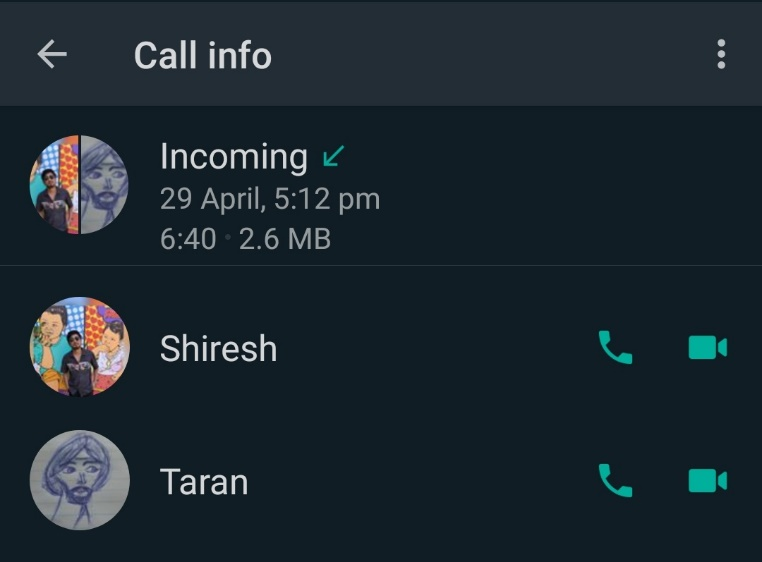 Call info
Incoming
29 April, 5:12 pm
6:40 · 2.6 MB
Shiresh
Taran